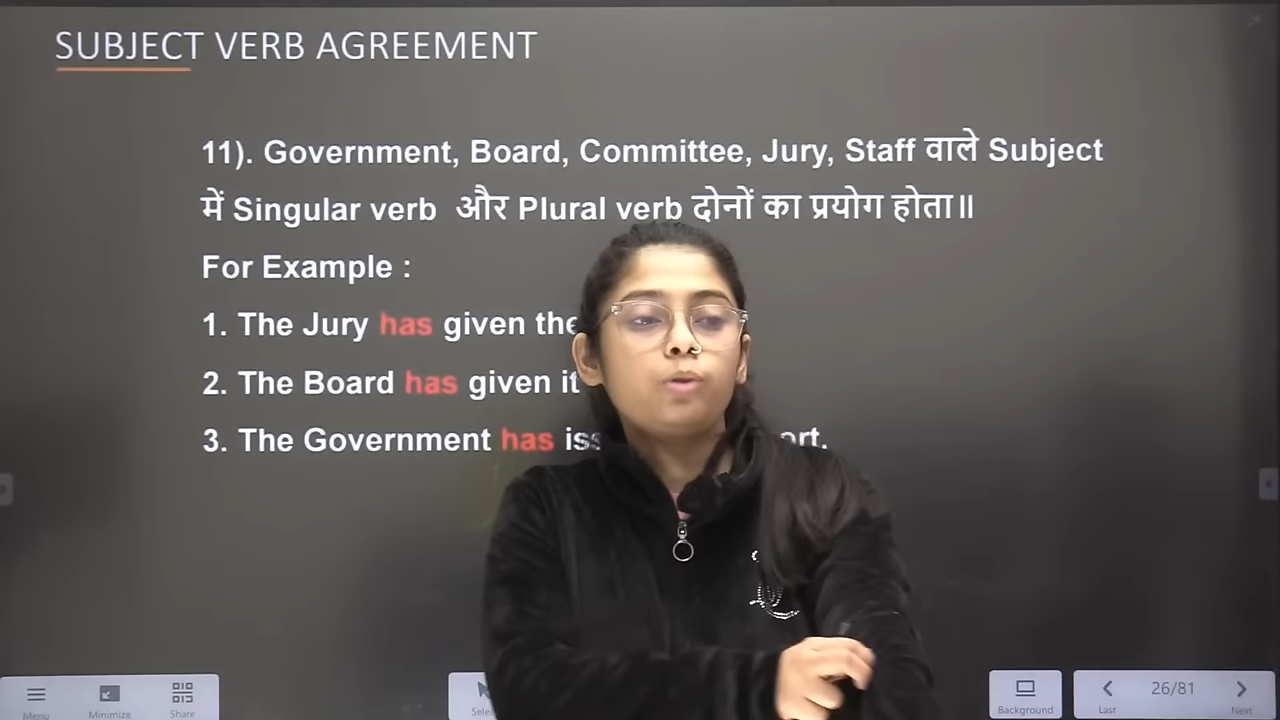 SUBJECT VERB AGREEMENT
11). Government, Board, Committee, Jury, Staff वाले Subject
में Singular verb और Plural verb दोनों का प्रयोग होता॥
For Example :
1. The Jury has given the
2. The Board has given it
3. The Government has
Menu
Minimize
Share
Background
Last
26/81
Next